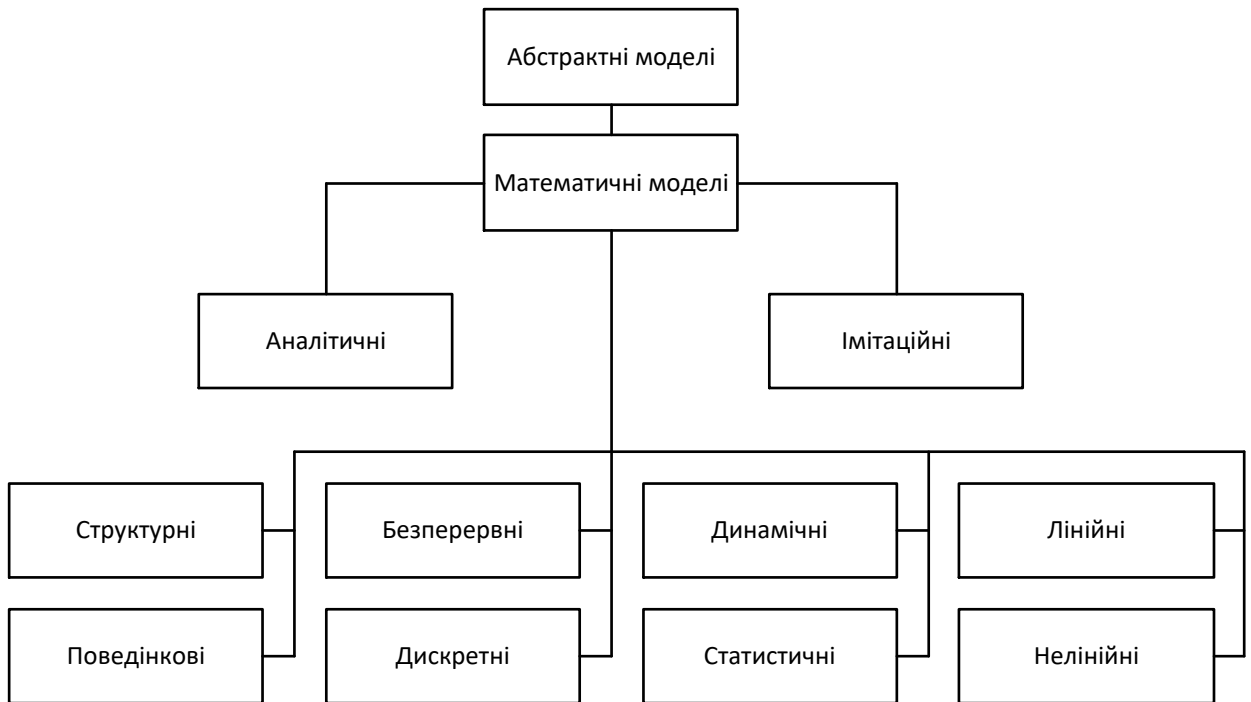 Абстрактні моделі
Математичні моделі
Аналітичні
Імітаційні
Структурні
Безперервні
Динамічні
Лінійні
Поведінкові
Дискретні
Статистичні
Нелінійні